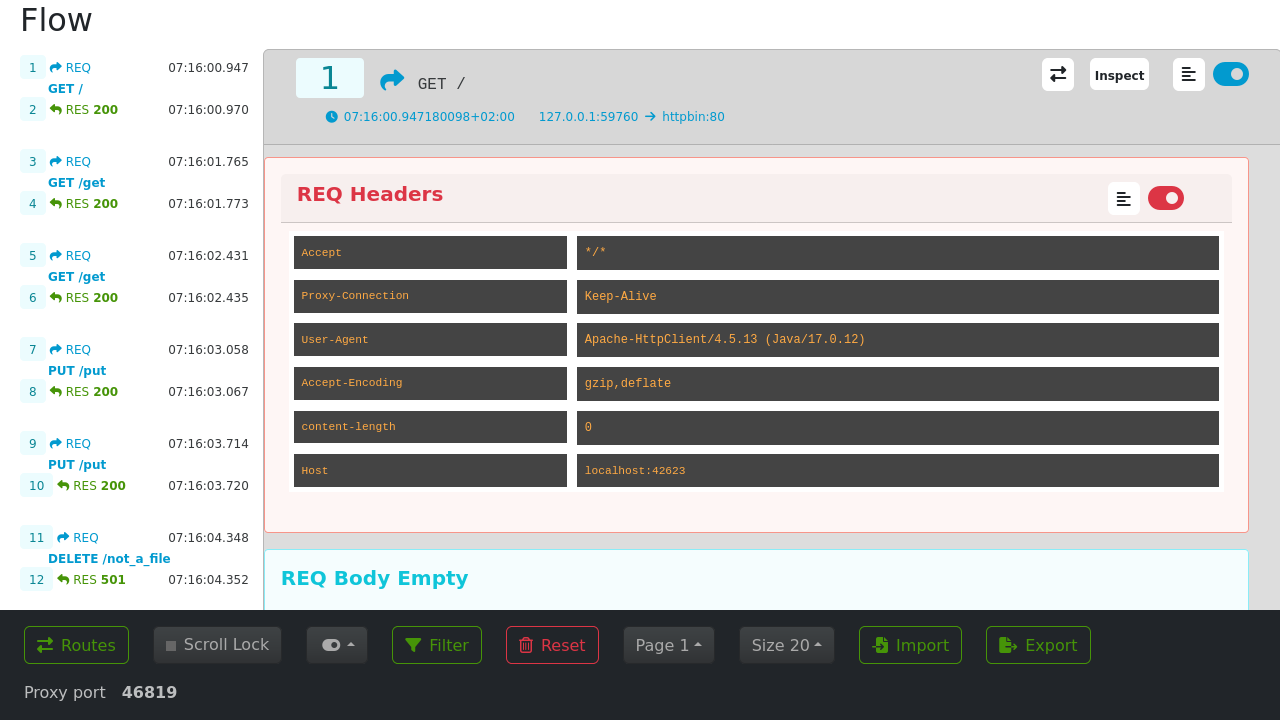 Flow
1 REQ 07:16:00.947
GET /
2 RES 200 07:16:00.970
3 REQ 07:16:01.765
GET /get
4 RES 200 07:16:01.773
5 REQ 07:16:02.431
GET /get
6 RES 200 07:16:02.435
7 REQ 07:16:03.058
PUT /put
8 RES 200 07:16:03.067
9 REQ 07:16:03.714
PUT /put
10 RES 200 07:16:03.720
11 REQ 07:16:04.348
DELETE /not_a_file
12 RES 501 07:16:04.352
1 GET / Inspect
07:16:00.947180098+02:00 127.0.0.1:59760 → httpbin:80
REQ Headers
Accept */*
Proxy-Connection Keep-Alive
User-Agent Apache-HttpClient/4.5.13 (Java/17.0.12)
Accept-Encoding gzip,deflate
content-length 0
Host localhost:42623
REQ Body Empty
Routes Scroll Lock Filter Reset Page 1 Size 20 Import Export
Proxy port 46819